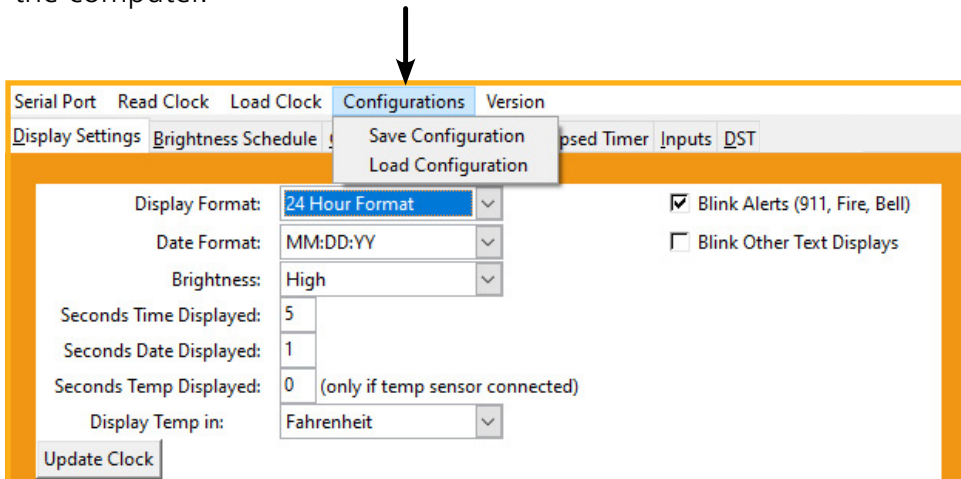 the computer.
Serial Port Read Clock Load Clock Configurations Version
Display Settings Brightness Schedule Timer Inputs DST
Save Configuration
Load Configuration
Display Format: 24 Hour Format
Blink Alerts (911, Fire, Bell)
Date Format: MM:DD:YY
Blink Other Text Displays
Brightness: High
Seconds Time Displayed: 5
Seconds Date Displayed: 1
Seconds Temp Displayed: 0 (only if temp sensor connected)
Display Temp in: Fahrenheit
Update Clock